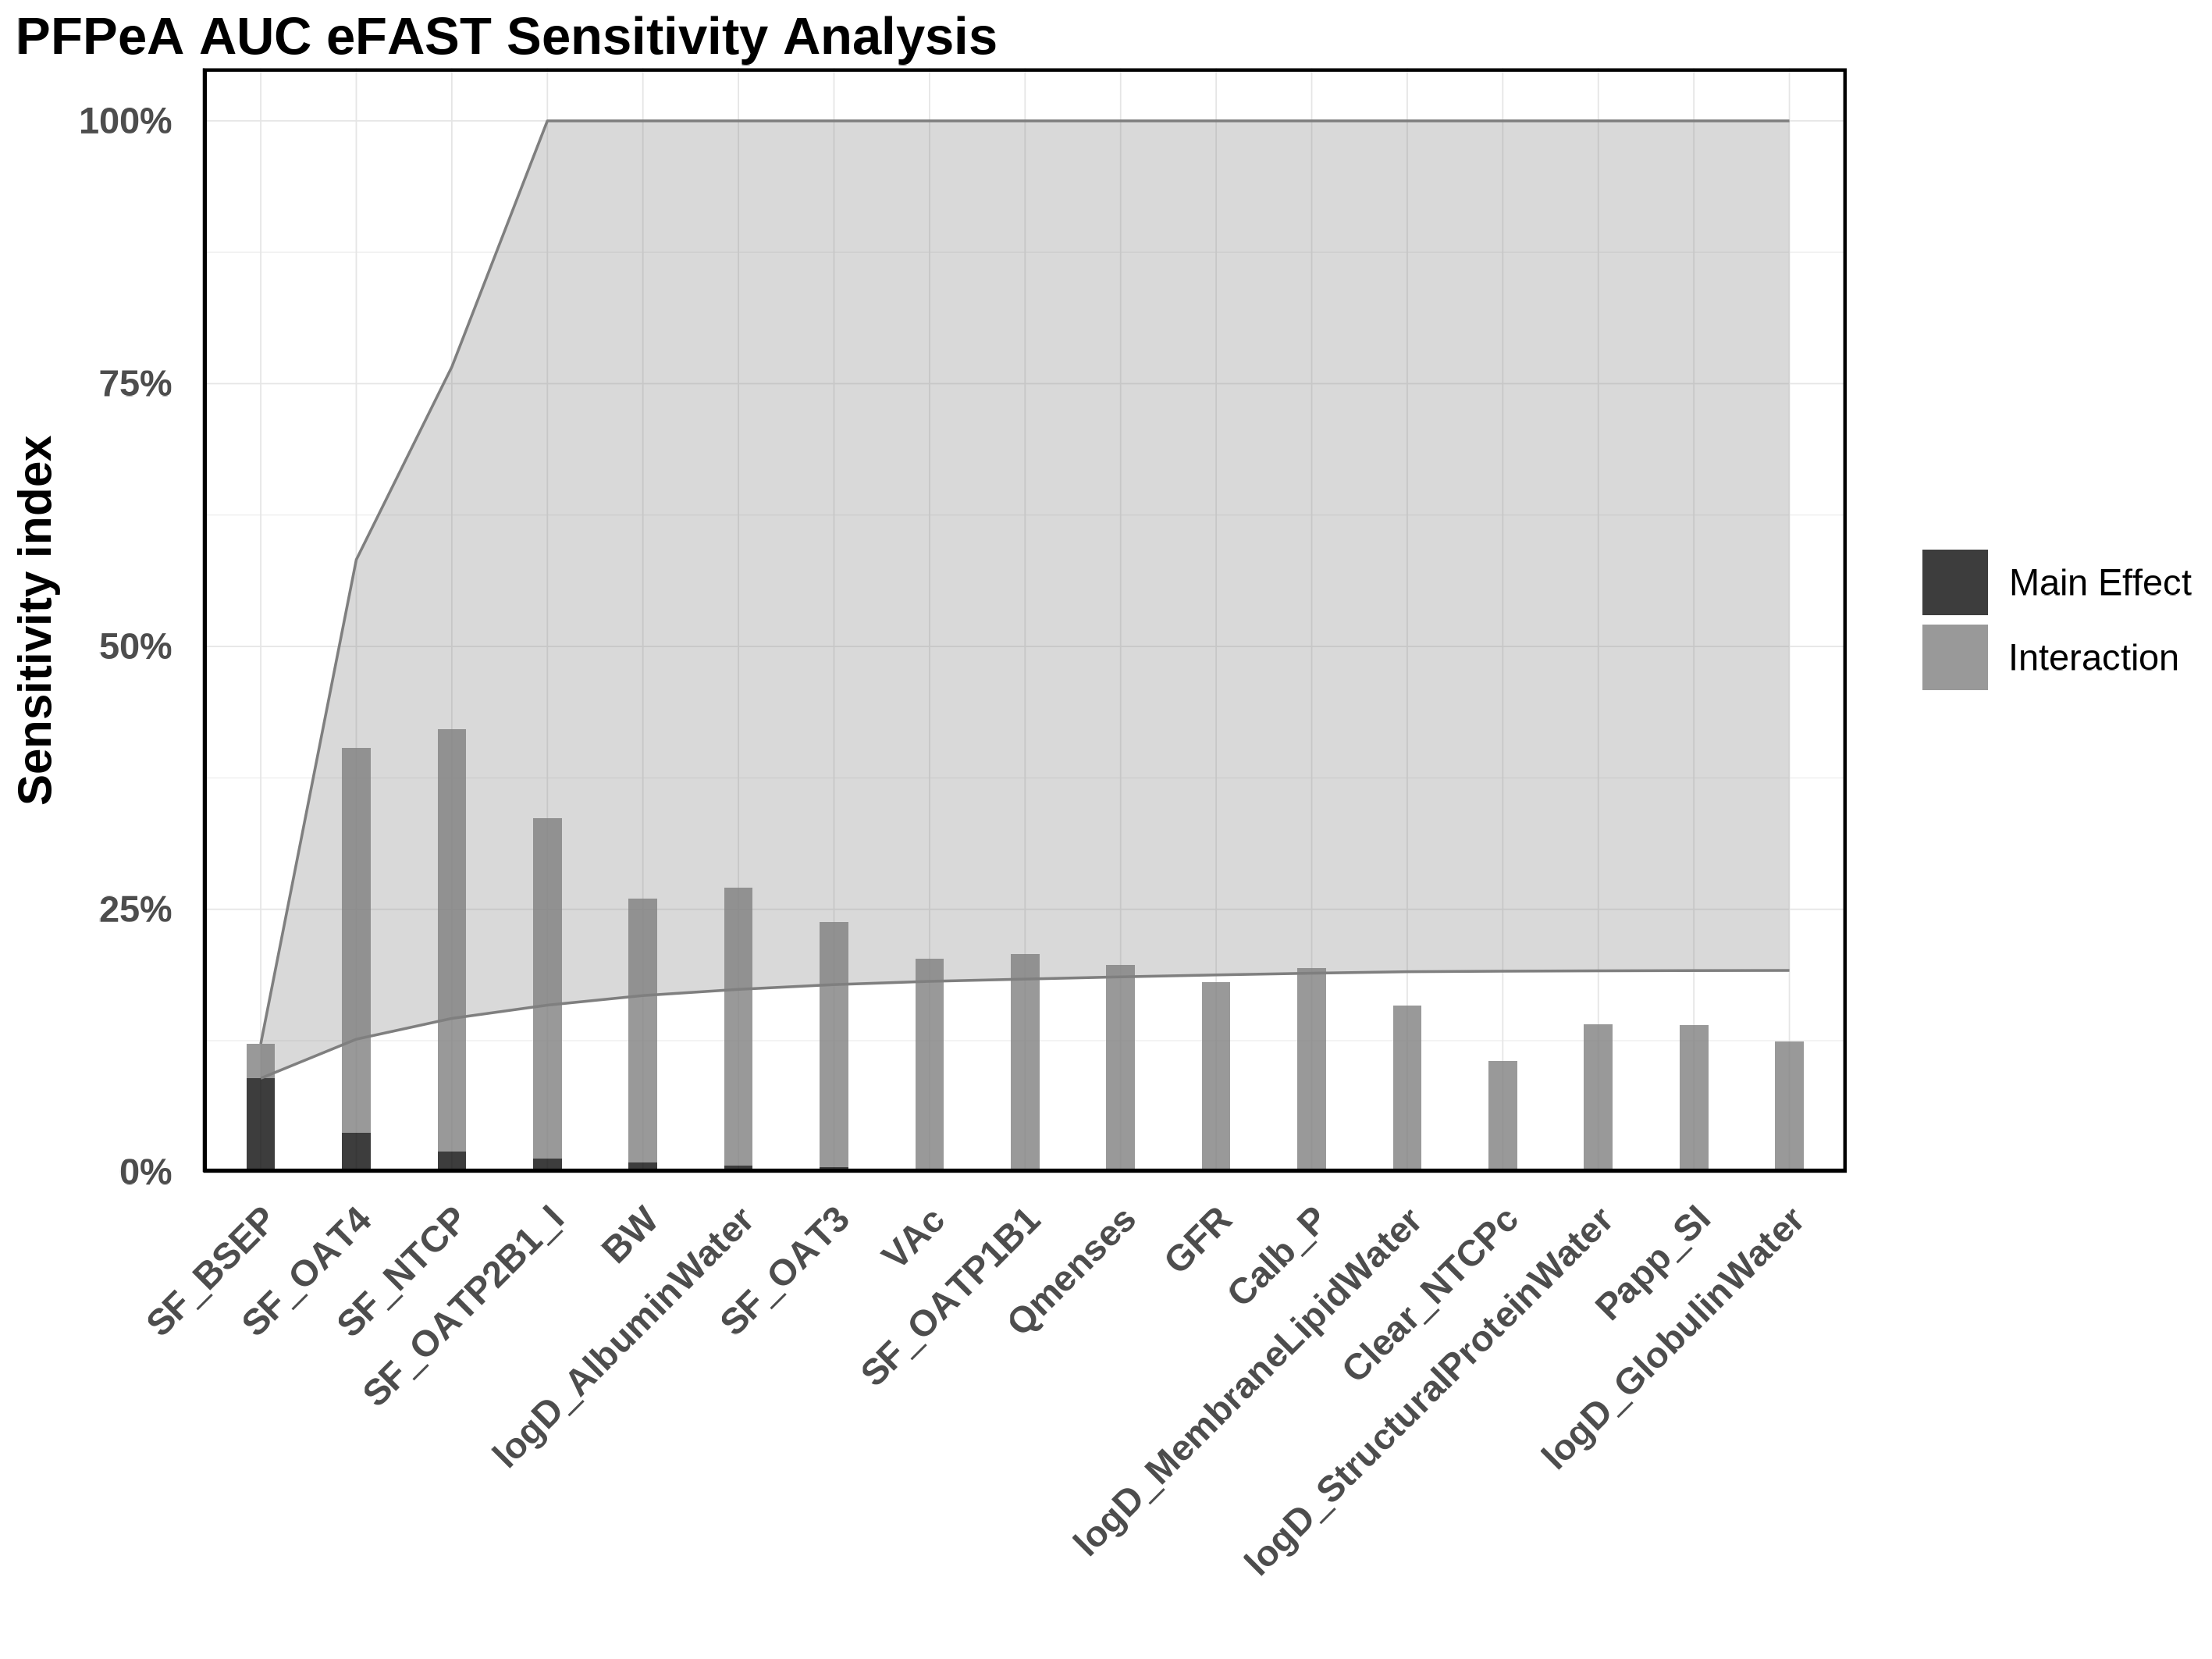 PFPeA AUC eFAST Sensitivity Analysis
Sensitivity index
100%
75%
50%
25%
0%
Main Effect
Interaction
SF_BSEP
SF_OAT4
SF_NTCP
SF_OATP2B1_I
BW
logD_AlbuminWater
SF_OAT3
VAc
SF_OATP1B1
Qmenses
GFR
Calb_P
logD_MembraneLipidWater
Clear_NTCPc
logD_StructuralProteinWater
Papp_SI
logD_GlobulinWater